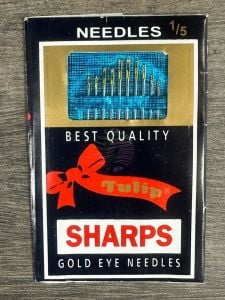 NEEDLES 1/5
BEST QUALITY
Tulip®
SHARPS
GOLD EYE NEEDLES